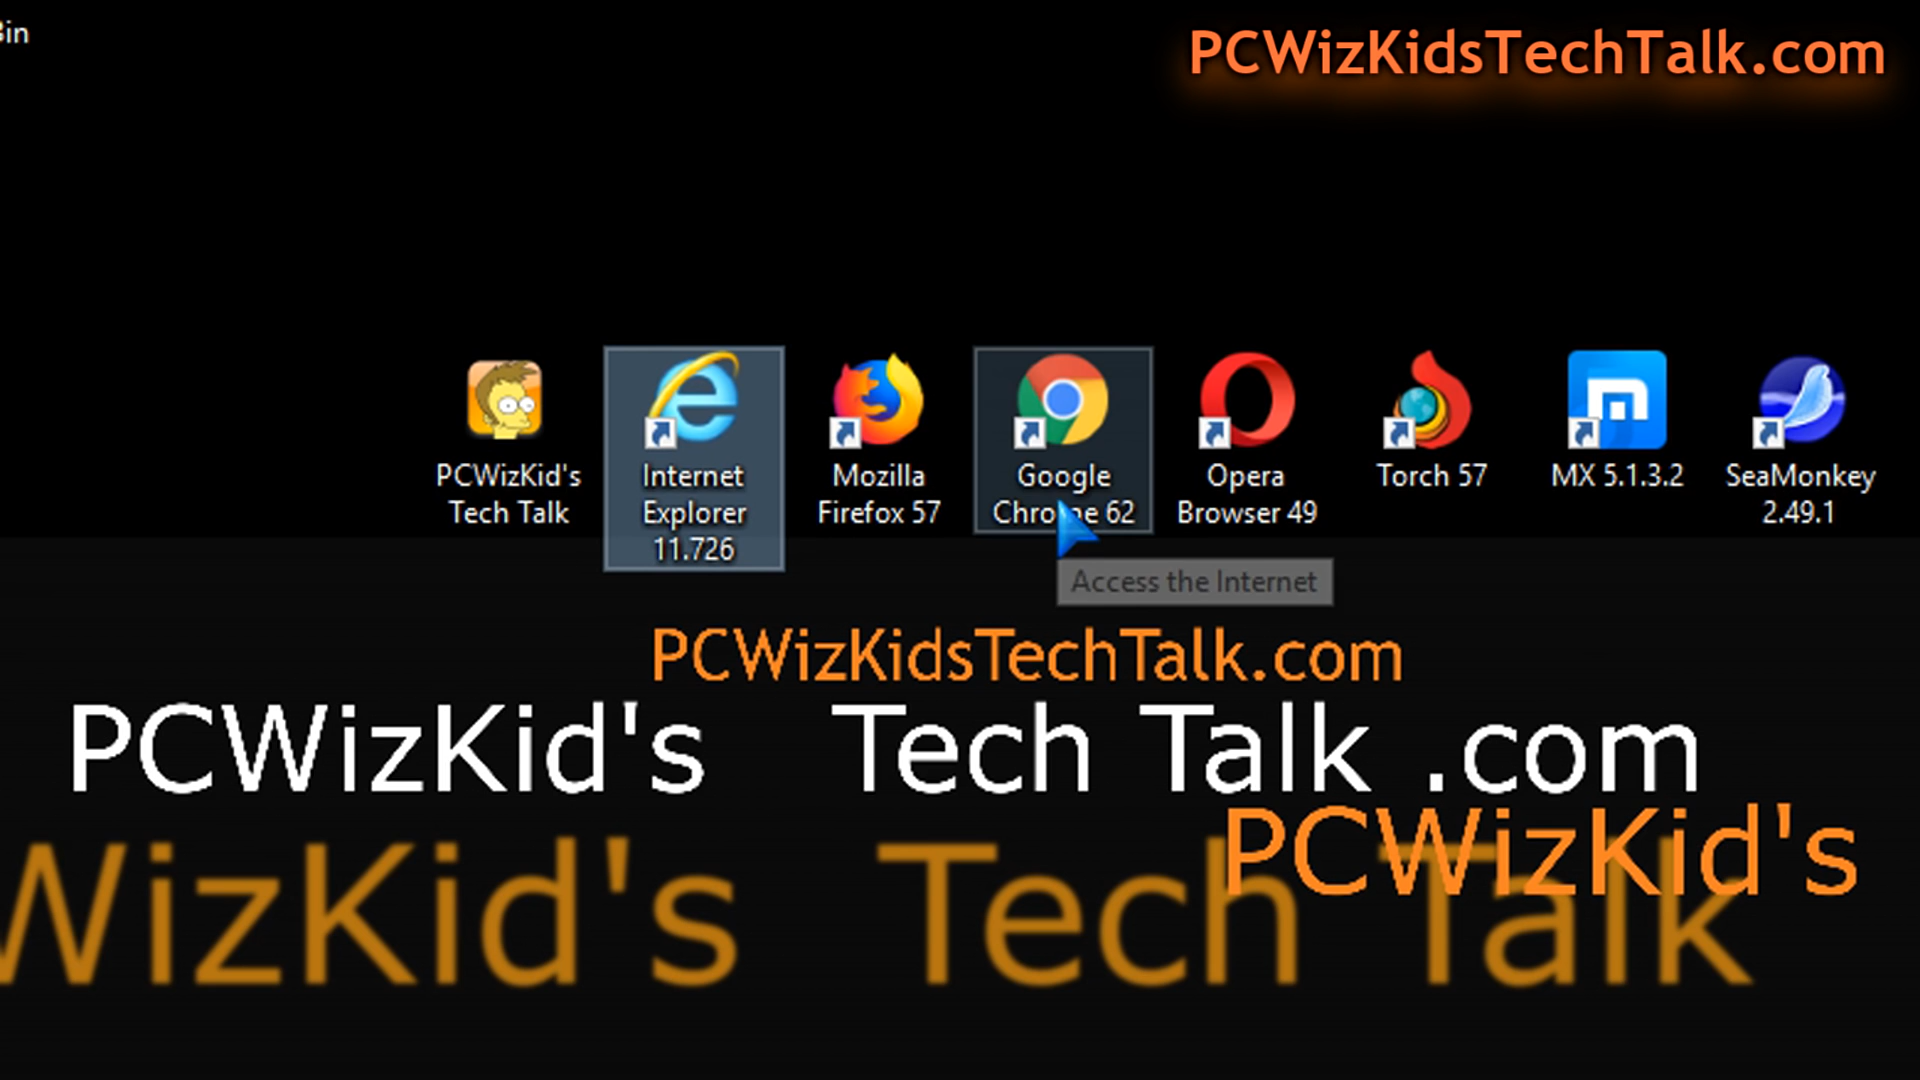 PCWizKidsTechTalk.com
PCWizKid's
Tech Talk
Internet
Explorer
11.726
Mozilla
Firefox 57
Google
Chrome 62
Opera
Browser 49
Torch 57
MX 5.1.3.2
SeaMonkey
2.49.1
Access the Internet
PCWizKidsTechTalk.com
PCWizKid's Tech Talk .com
PCWizKid's
WizKid's Tech Talk